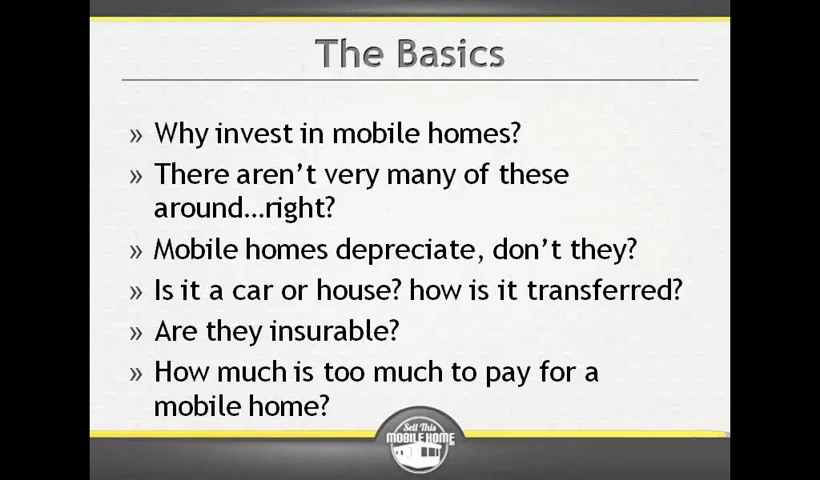 The Basics
» Why invest in mobile homes?
» There aren't very many of these
around...right?
» Mobile homes depreciate, don't they?
» Is it a car or house? how is it transferred?
» Are they insurable?
» How much is too much to pay for a
mobile home?
Sell This
MOBILE HOME